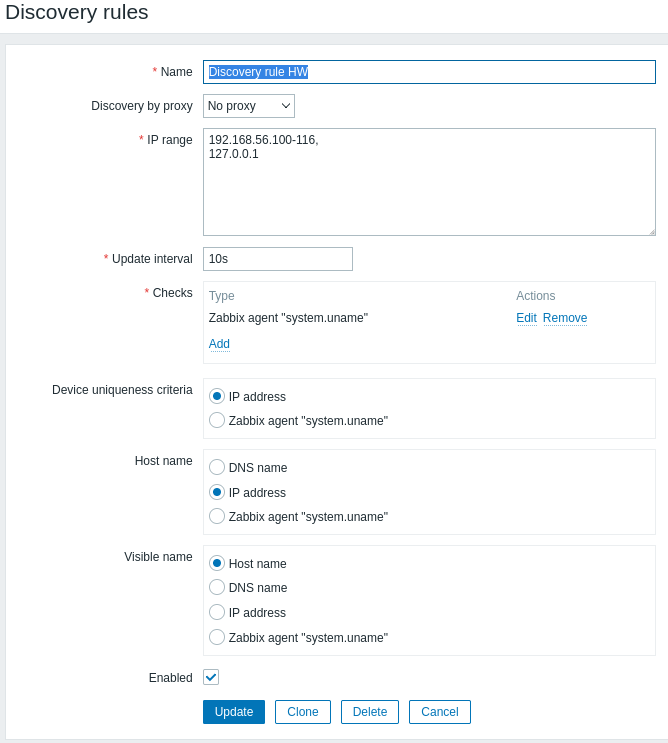 Discovery rules
* Name Discovery rule HW
Discovery by proxy No proxy
* IP range 192.168.56.100-116,
127.0.0.1
* Update interval 10s
* Checks Type Actions
Zabbix agent "system.uname" Edit Remove
Add
Device uniqueness criteria IP address
Zabbix agent "system.uname"
Host name DNS name
IP address
Zabbix agent "system.uname"
Visible name Host name
DNS name
IP address
Zabbix agent "system.uname"
Enabled
Update Clone Delete Cancel